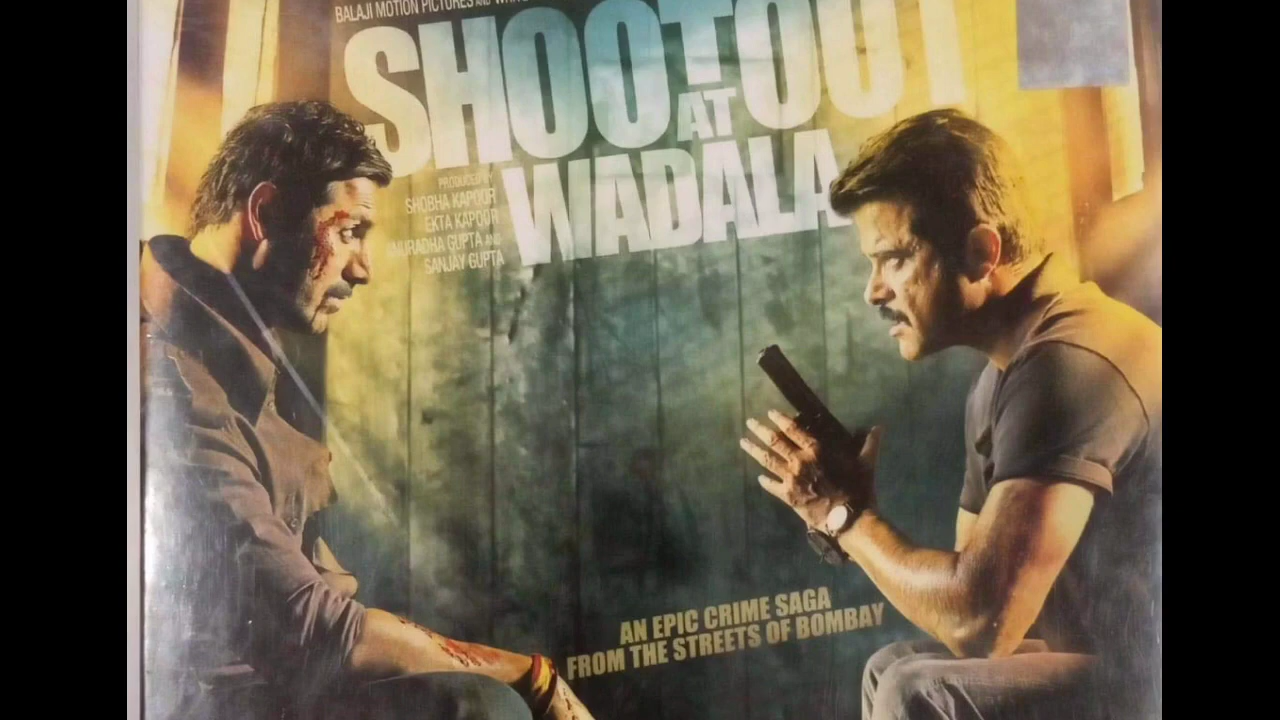 BALAJI MOTION PICTURES AND
SHOOTOUT
AT
WADALA
PRODUCED BY
SHOBHA KAPOOR
EKTA KAPOOR
ANURADHA GUPTA AND
SANJAY GUPTA
AN EPIC CRIME SAGA
FROM THE STREETS OF BOMBAY